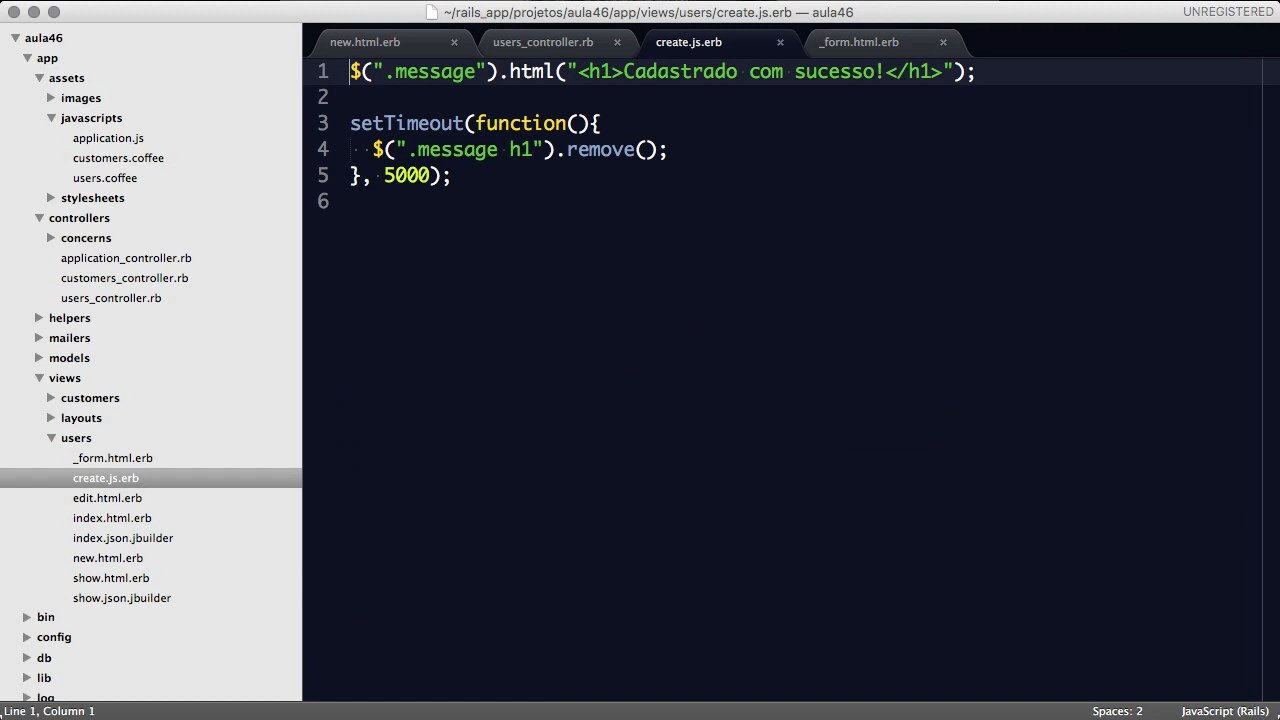 ~/rails_app/projetos/aula46/app/views/users/create.js.erb — aula46
UNREGISTERED
aula46
app
assets
images
javascripts
application.js
customers.coffee
users.coffee
stylesheets
controllers
concerns
application_controller.rb
customers_controller.rb
users_controller.rb
helpers
mailers
models
views
customers
layouts
users
_form.html.erb
create.js.erb
edit.html.erb
index.html.erb
index.json.jbuilder
new.html.erb
show.html.erb
show.json.jbuilder
bin
config
db
lib
log
new.html.erb × users_controller.rb × create.js.erb × _form.html.erb ×
1 $(".message").html("<h1>Cadastrado com sucesso!</h1>");
2
3 setTimeout(function(){
4   $(".message h1").remove();
5 }, 5000);
6
Line 1, Column 1
Spaces: 2
JavaScript (Rails)